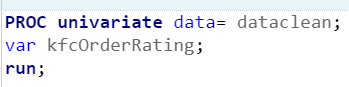 PROC univariate data= dataclean;
var kfcOrderRating;
run;